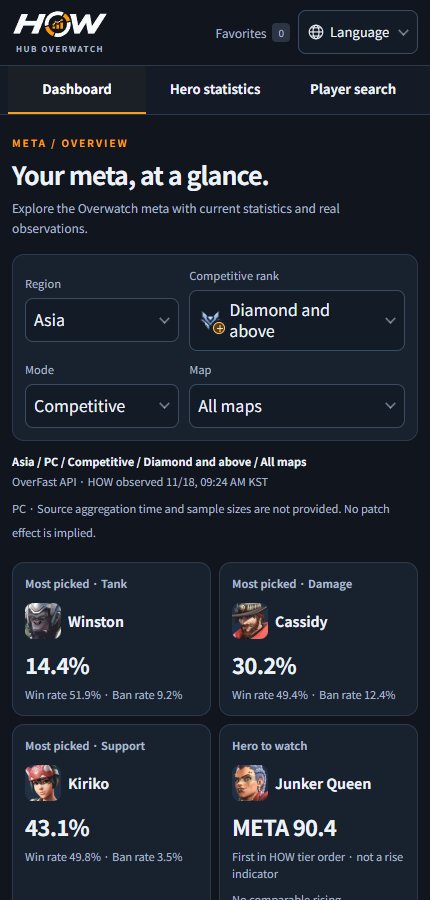 HOW
HUB OVERWATCH
Favorites 0
Language
Dashboard
Hero statistics
Player search
META / OVERVIEW
Your meta, at a glance.
Explore the Overwatch meta with current statistics and real
observations.
Region
Asia
Competitive rank
Diamond and
above
Mode
Competitive
Map
All maps
Asia / PC / Competitive / Diamond and above / All maps
OverFast API · HOW observed 11/18, 09:24 AM KST
PC · Source aggregation time and sample sizes are not provided. No patch
effect is implied.
Most picked · Tank
Winston
14.4%
Win rate 51.9% · Ban rate 9.2%
Most picked · Damage
Cassidy
30.2%
Win rate 49.4% · Ban rate 12.4%
Most picked · Support
Kiriko
43.1%
Win rate 49.8% · Ban rate 3.5%
Hero to watch
Junker Queen
META 90.4
First in HOW tier order · not a rise
indicator
No comparable rising